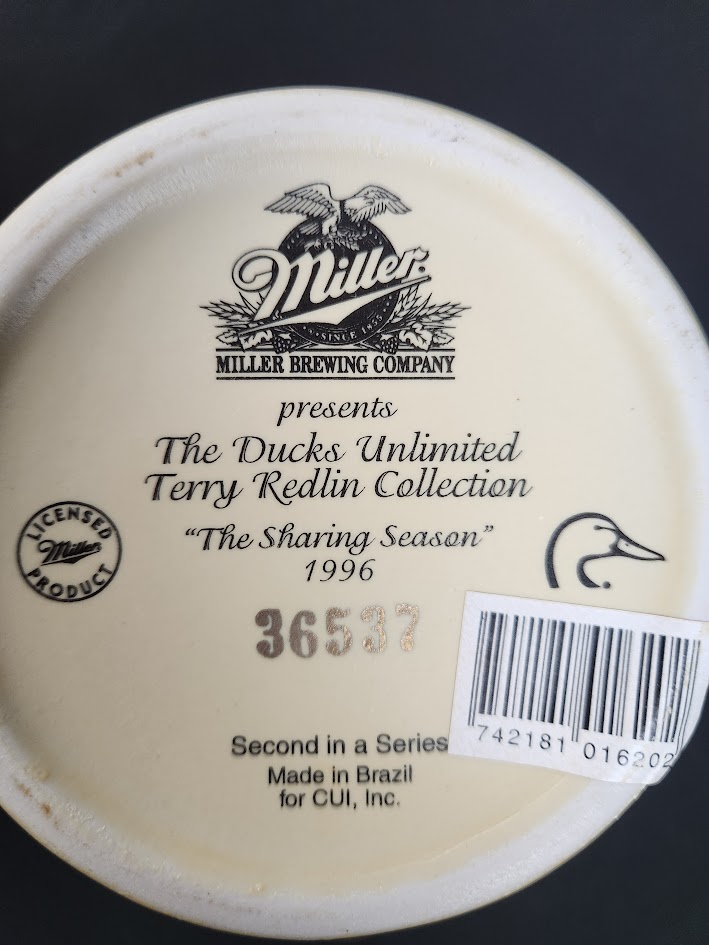 Miller
SINCE 1855
MILLER BREWING COMPANY
presents
The Ducks Unlimited
Terry Redlin Collection
"The Sharing Season"
1996
LICENSED
Miller
PRODUCT
36537
742181 016202
Second in a Series
Made in Brazil
for CUI, Inc.